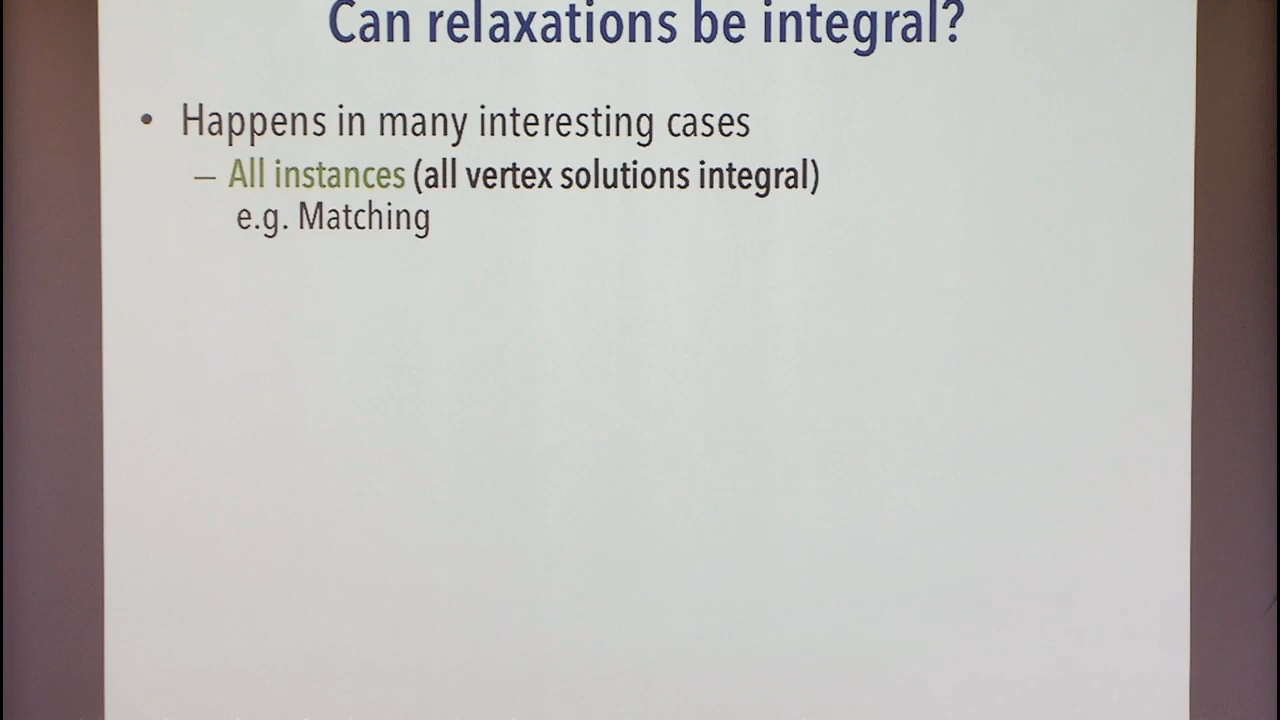 Can relaxations be integral?
• Happens in many interesting cases
– All instances (all vertex solutions integral)
e.g. Matching